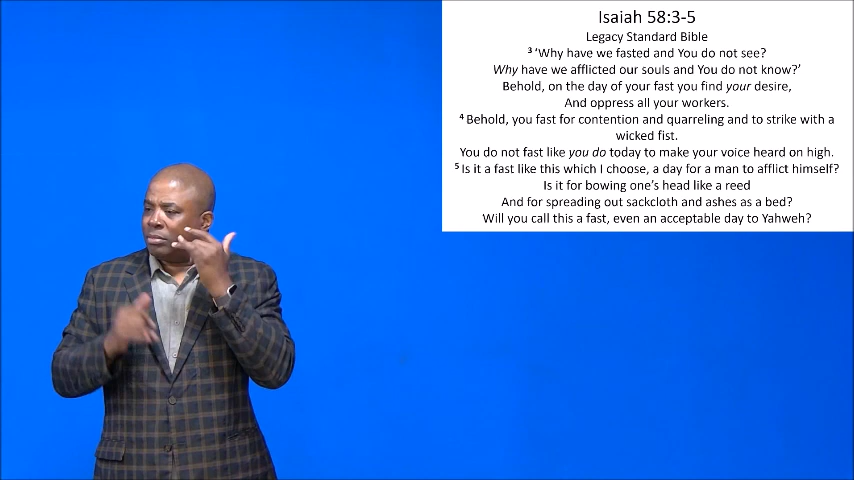 Isaiah 58:3-5
Legacy Standard Bible
3 ‘Why have we fasted and You do not see?
Why have we afflicted our souls and You do not know?’
Behold, on the day of your fast you find your desire,
And oppress all your workers.
4 Behold, you fast for contention and quarreling and to strike with a
wicked fist.
You do not fast like you do today to make your voice heard on high.
5 Is it a fast like this which I choose, a day for a man to afflict himself?
Is it for bowing one’s head like a reed
And for spreading out sackcloth and ashes as a bed?
Will you call this a fast, even an acceptable day to Yahweh?